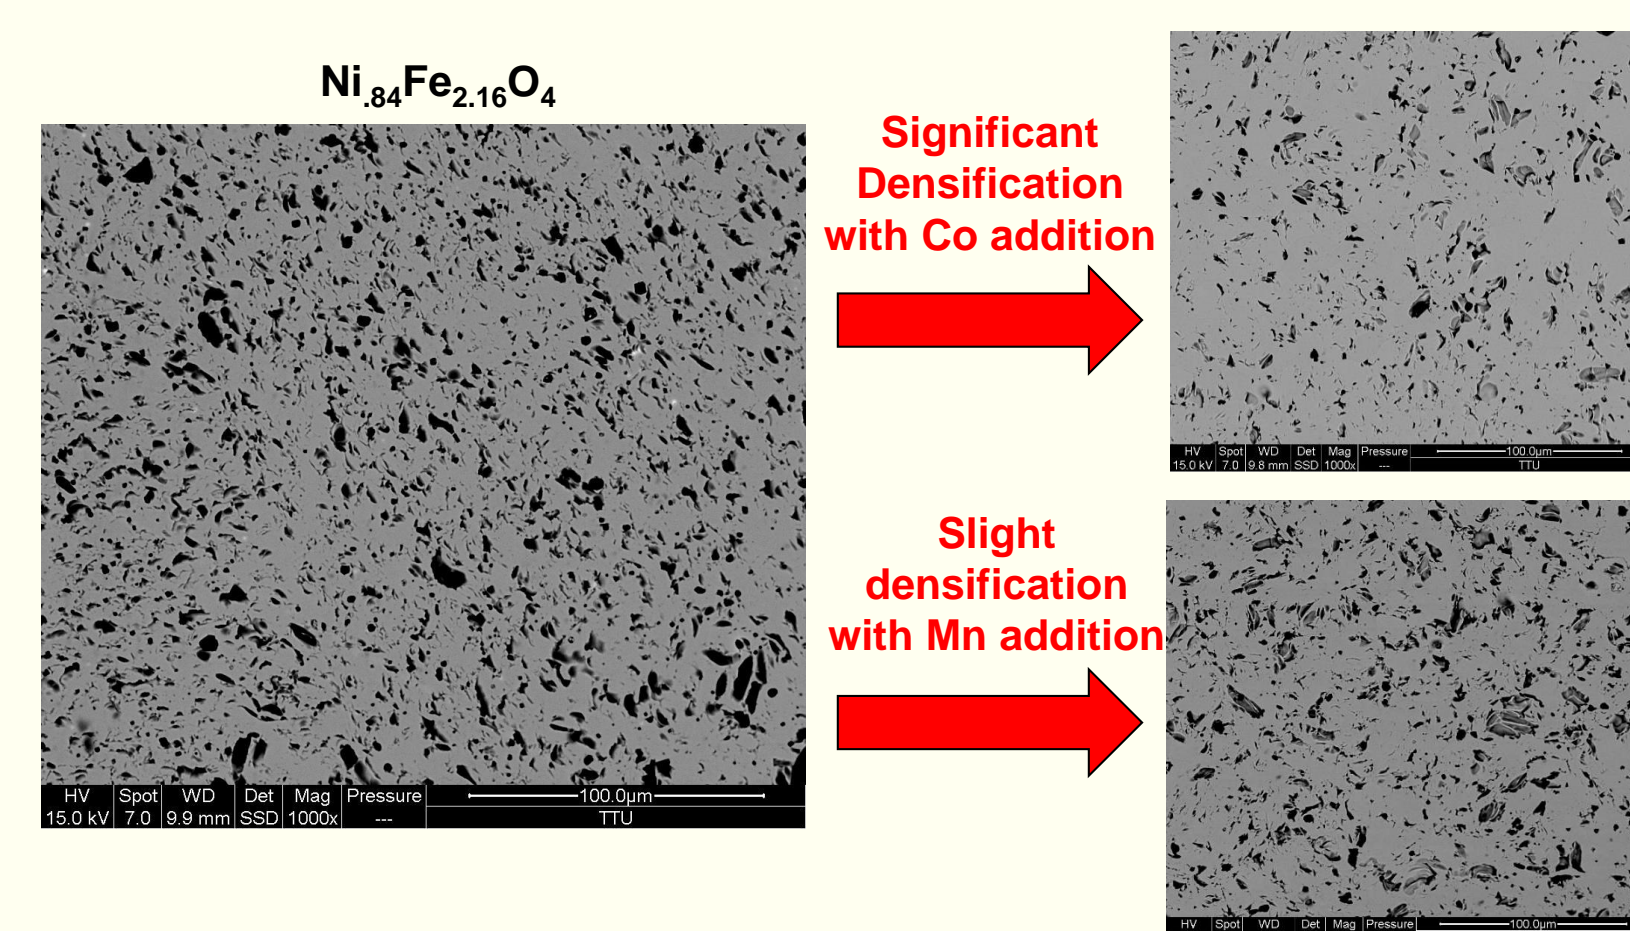 Ni.84Fe2.16O4
Significant
Densification
with Co addition
Slight
densification
with Mn addition
HV Spot WD Det Mag Pressure 100.0µm
15.0 kV 7.0 9.9 mm SSD 1000x --- TTU
HV Spot WD Det Mag Pressure 100.0µm
15.0 kV 7.0 9.8 mm SSD 1000x --- TTU
HV Spot WD Det Mag Pressure 100.0µm